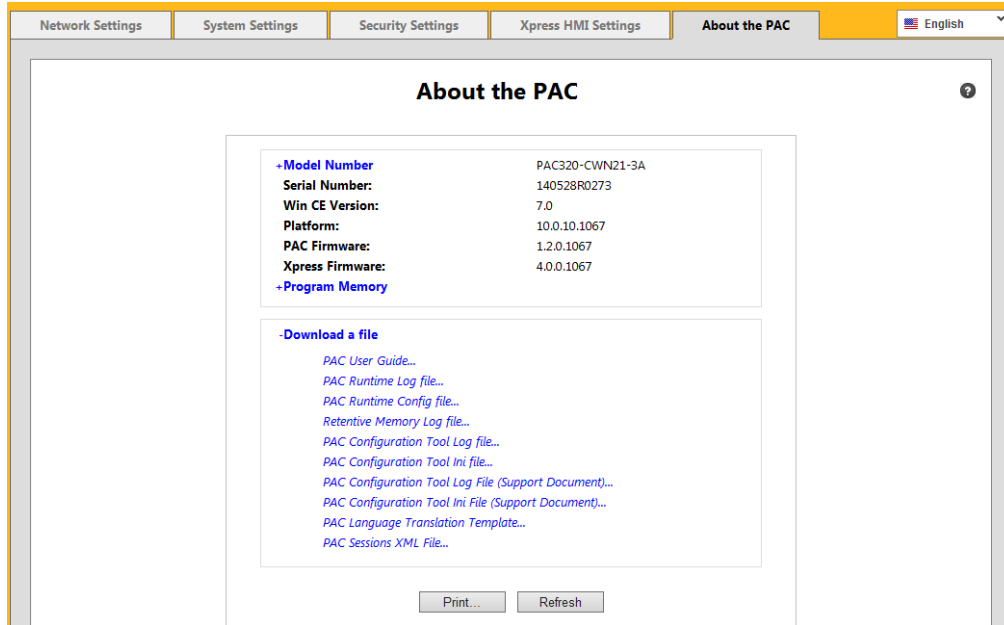 Network Settings System Settings Security Settings Xpress HMI Settings About the PAC English
About the PAC
?
+Model Number PAC320-CWN21-3A
Serial Number: 140528R0273
Win CE Version: 7.0
Platform: 10.0.10.1067
PAC Firmware: 1.2.0.1067
Xpress Firmware: 4.0.0.1067
+Program Memory
-Download a file
PAC User Guide...
PAC Runtime Log file...
PAC Runtime Config file...
Retentive Memory Log file...
PAC Configuration Tool Log file...
PAC Configuration Tool Ini file...
PAC Configuration Tool Log File (Support Document)...
PAC Configuration Tool Ini File (Support Document)...
PAC Language Translation Template...
PAC Sessions XML File...
Print... Refresh